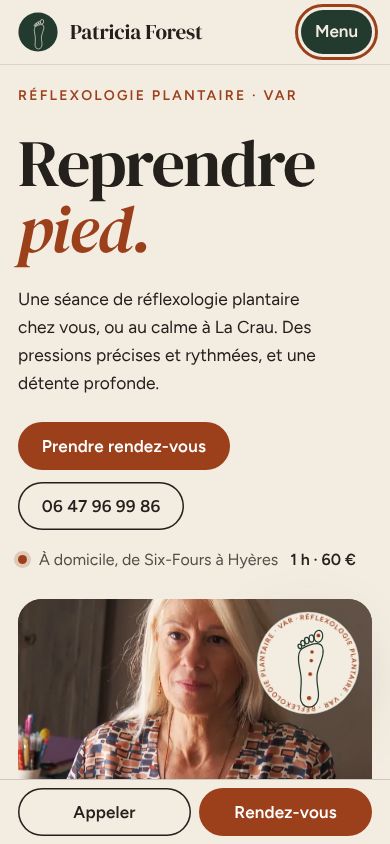 Patricia Forest
Menu
RÉFLEXOLOGIE PLANTAIRE · VAR
Reprendre
pied.
Une séance de réflexologie plantaire
chez vous, ou au calme à La Crau. Des
pressions précises et rythmées, et une
détente profonde.
Prendre rendez-vous
06 47 96 99 86
À domicile, de Six-Fours à Hyères 1 h · 60 €
RÉFLEXOLOGIE PLANTAIRE · VAR · RÉFLEXOLOGIE PLANTAIRE · VAR ·
Appeler
Rendez-vous